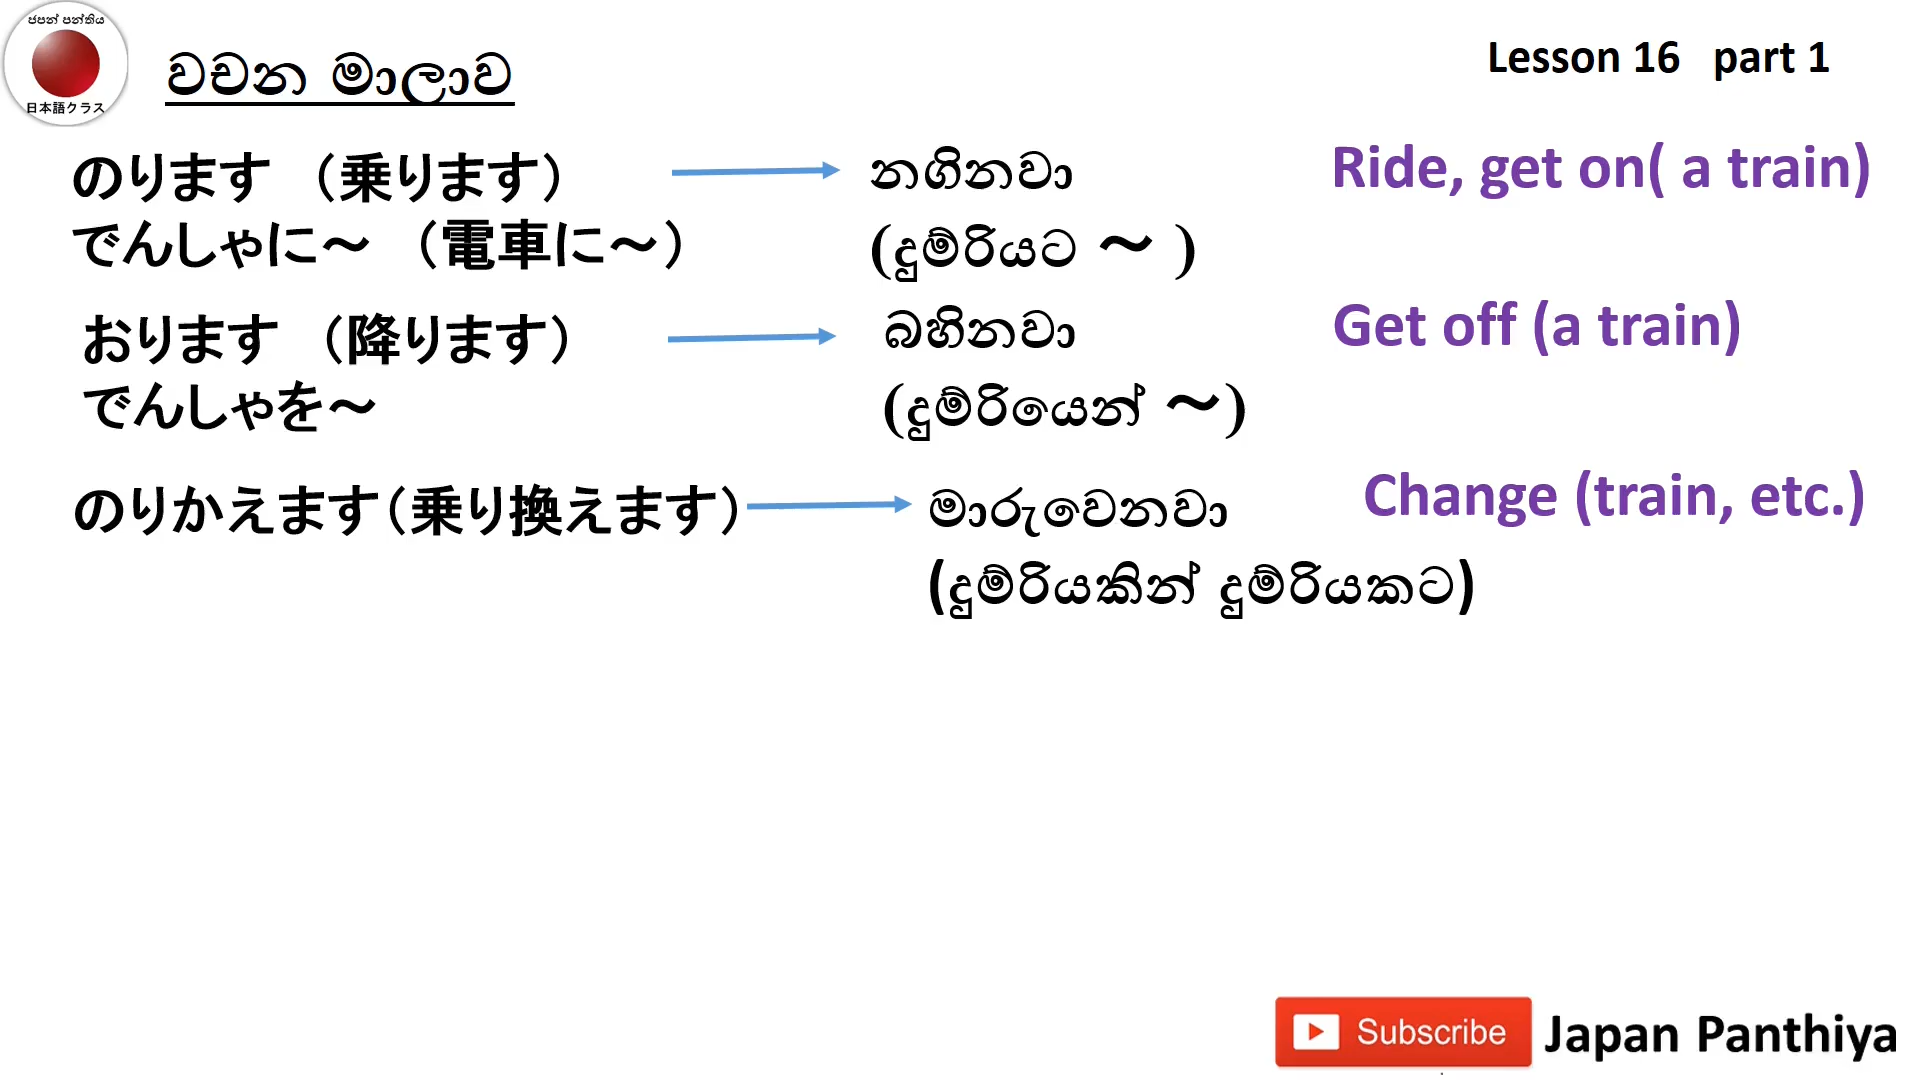 ජපන් පන්තිය
日本語クラス
වචන මාලාව
Lesson 16 part 1
のります （乗ります） නගිනවා Ride, get on( a train)
でんしゃに～ （電車に～） (දුම්රියට ～ )
おります （降ります） බහිනවා Get off (a train)
でんしゃを～ (දුම්රියෙන් ～)
のりかえます（乗り換えます） මාරුවෙනවා Change (train, etc.)
(දුම්රියකින් දුම්රියකට)
Subscribe Japan Panthiya